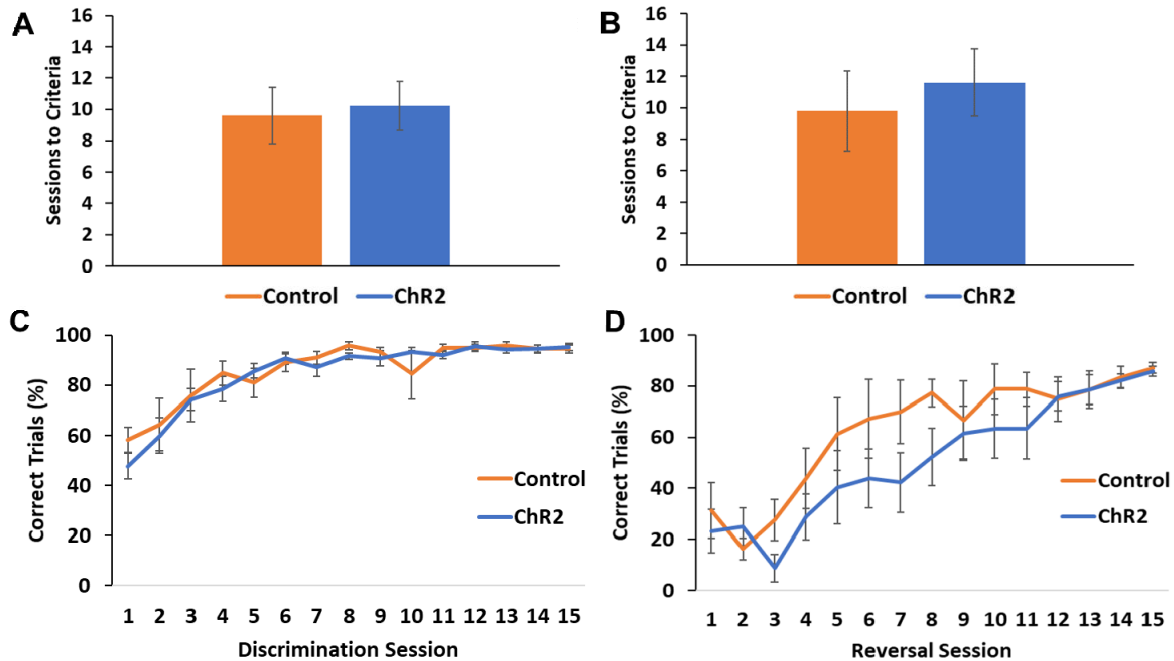 A
Sessions to Criteria
16
14
12
10
8
6
4
2
0
Control ChR2
B
Sessions to Criteria
16
14
12
10
8
6
4
2
0
Control ChR2
C
Correct Trials (%)
100
80
60
40
20
0
Control
ChR2
1 2 3 4 5 6 7 8 9 10 11 12 13 14 15
Discrimination Session
D
Correct Trials (%)
100
80
60
40
20
0
Control
ChR2
1 2 3 4 5 6 7 8 9 10 11 12 13 14 15
Reversal Session